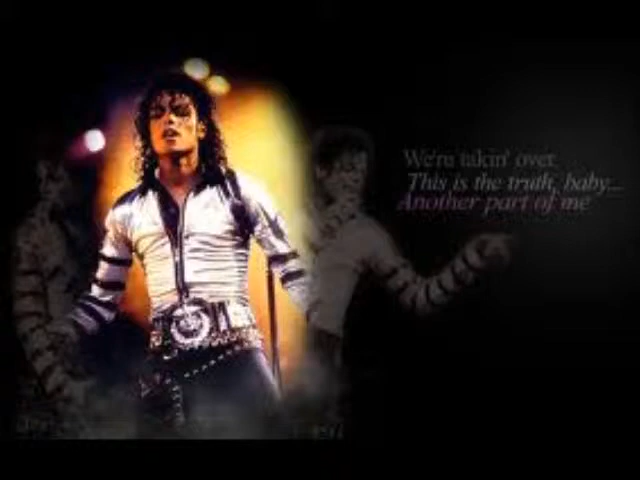 We're takin' over
This is the truth, baby...
Another part of me